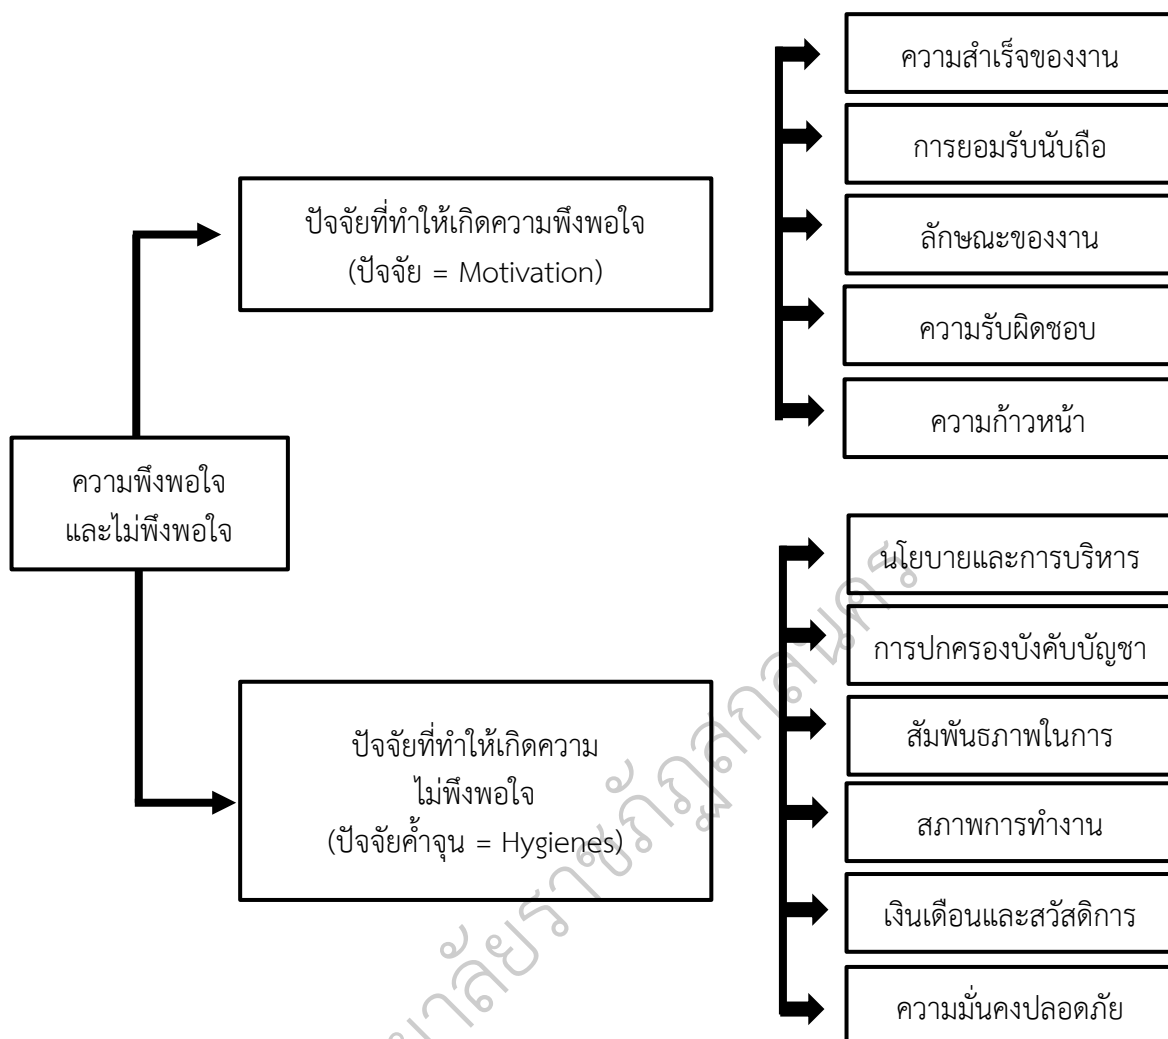 ความพึงพอใจ
และไม่พึงพอใจ
ปัจจัยที่ทำให้เกิดความพึงพอใจ
(ปัจจัย = Motivation)
ความสำเร็จของงาน
การยอมรับนับถือ
ลักษณะของงาน
ความรับผิดชอบ
ความก้าวหน้า
ปัจจัยที่ทำให้เกิดความ
ไม่พึงพอใจ
(ปัจจัยค้ำจุน = Hygienes)
นโยบายและการบริหาร
การปกครองบังคับบัญชา
สัมพันธภาพในการ
สภาพการทำงาน
เงินเดือนและสวัสดิการ
ความมั่นคงปลอดภัย